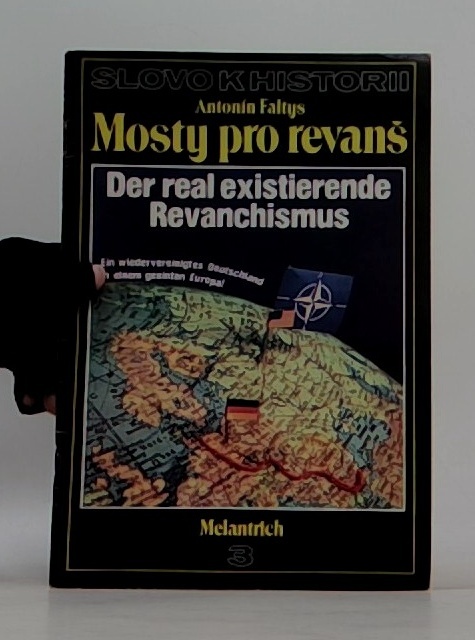 SLOVO K HISTORII
Antonín Faltys
Mosty pro revanš
Der real existierende
Revanchismus
Ein wiedervereinigtes Deutschland
in einem geeinten Europa!
Melantrich
3